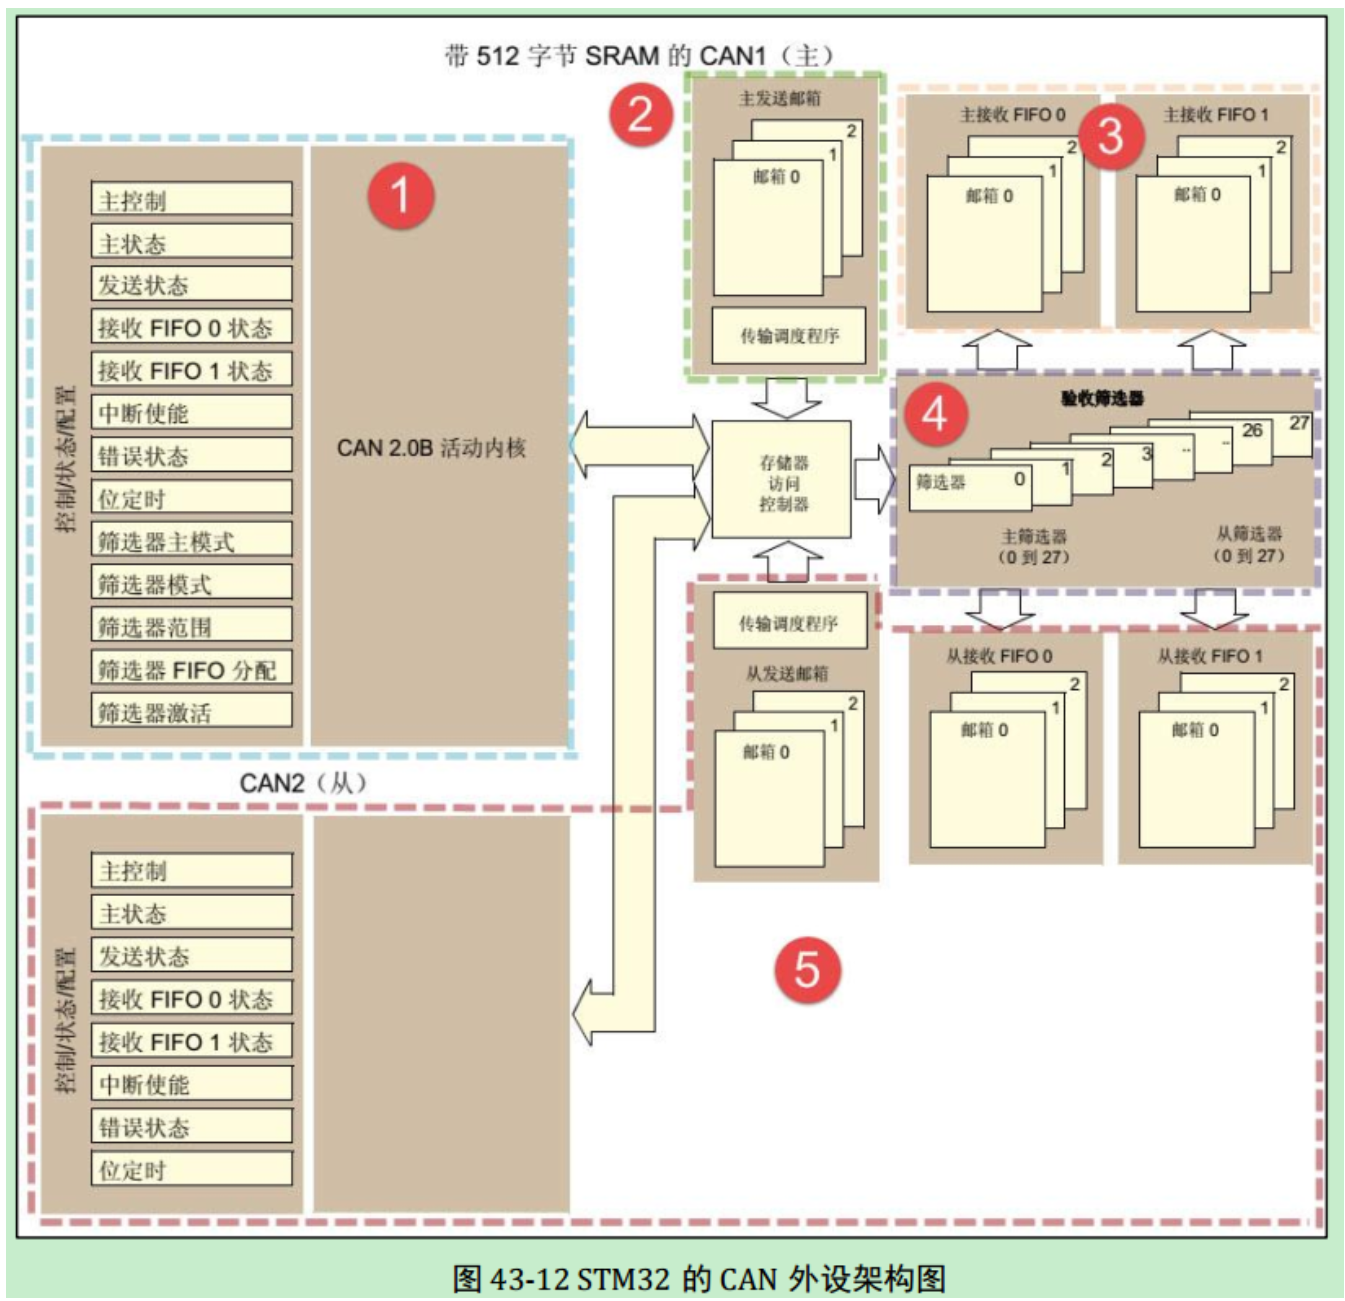 带 512 字节 SRAM 的 CAN1（主）
1
控制/状态/配置
主控制
主状态
发送状态
接收 FIFO 0 状态
接收 FIFO 1 状态
中断使能
错误状态
位定时
筛选器主模式
筛选器模式
筛选器范围
筛选器 FIFO 分配
筛选器激活
CAN 2.0B 活动内核
2
主发送邮箱
2
1
邮箱 0
传输调度程序
3
主接收 FIFO 0
2
1
邮箱 0
主接收 FIFO 1
2
1
邮箱 0
存储器
访问
控制器
4
验收筛选器
筛选器 0 1 2 3 .. .. 26 27
主筛选器
（0 到 27）
从筛选器
（0 到 27）
传输调度程序
从发送邮箱
2
1
邮箱 0
从接收 FIFO 0
2
1
邮箱 0
从接收 FIFO 1
2
1
邮箱 0
CAN2（从）
控制/状态/配置
主控制
主状态
发送状态
接收 FIFO 0 状态
接收 FIFO 1 状态
中断使能
错误状态
位定时
5
图 43-12 STM32 的 CAN 外设架构图